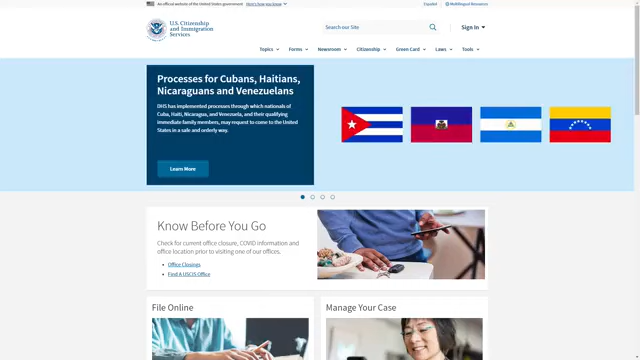 An official website of the United States government Here's how you know
Español Multilingual Resources
U.S. Citizenship
and Immigration
Services
Search our Site
Sign In
Topics Forms Newsroom Citizenship Green Card Laws Tools
Processes for Cubans, Haitians,
Nicaraguans and Venezuelans
DHS has implemented processes through which nationals of
Cuba, Haiti, Nicaragua, and Venezuela, and their qualifying
immediate family members, may request to come to the United
States in a safe and orderly way.
Learn More
Know Before You Go
Check for current office closure, COVID information and
office location prior to visiting one of our offices.
Office Closings
Find A USCIS Office
File Online
Manage Your Case